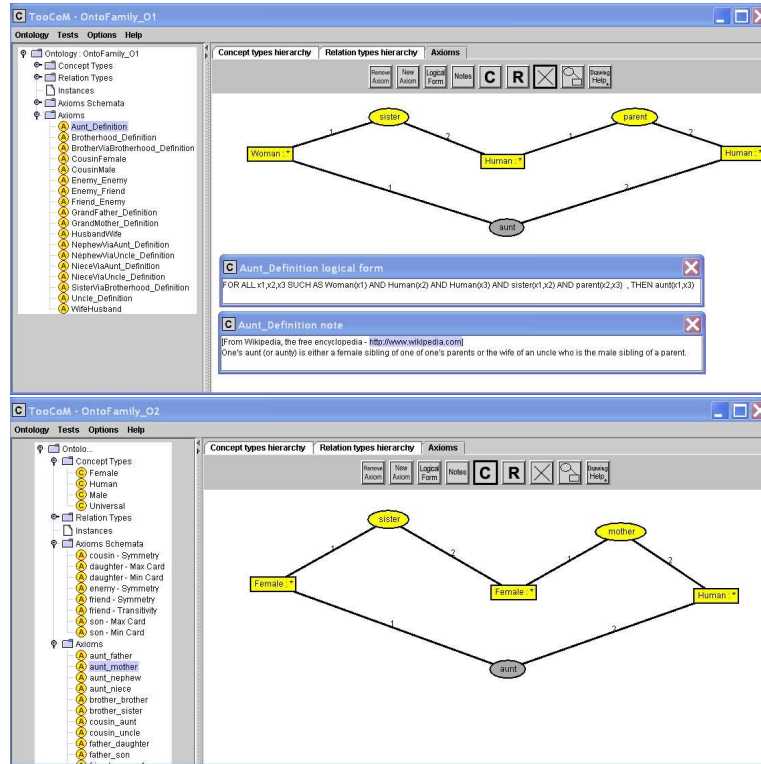 TooCoM - OntoFamily_O1
Ontology Tests Options Help
Ontology : OntoFamily_O1
Concept Types
Relation Types
Instances
Axioms Schemata
Axioms
Aunt_Definition
Brotherhood_Definition
BrotherViaBrotherhood_Definition
CousinFemale
CousinMale
Enemy_Enemy
Enemy_Friend
Friend_Enemy
GrandFather_Definition
GrandMother_Definition
HusbandWife
NephewViaAunt_Definition
NephewViaUncle_Definition
NieceViaAunt_Definition
NieceViaUncle_Definition
SisterViaBrotherhood_Definition
Uncle_Definition
WifeHusband
Concept types hierarchy Relation types hierarchy Axioms
Remove Axiom New Axiom Logical Form Notes C R Drawing Help
sister parent
1 2 1 2
Woman : * Human : * Human : *
1 2
aunt
C Aunt_Definition logical form
FOR ALL x1,x2,x3 SUCH AS Woman(x1) AND Human(x2) AND Human(x3) AND sister(x1,x2) AND parent(x2,x3) , THEN aunt(x1,x3)
C Aunt_Definition note
[From Wikipedia, the free encyclopedia - http://www.wikipedia.com]
One's aunt (or aunty) is either a female sibling of one of one's parents or the wife of an uncle who is the male sibling of a parent.
TooCoM - OntoFamily_O2
Ontology Tests Options Help
Ontolo...
Concept Types
Female
Human
Male
Universal
Relation Types
Instances
Axioms Schemata
cousin - Symmetry
daughter - Max Card
daughter - Min Card
enemy - Symmetry
friend - Symmetry
friend - Transitivity
son - Max Card
son - Min Card
Axioms
aunt_father
aunt_mother
aunt_nephew
aunt_niece
brother_brother
brother_sister
cousin_aunt
cousin_uncle
father_daughter
father_son
Concept types hierarchy Relation types hierarchy Axioms
Remove Axiom New Axiom Logical Form Notes C R Drawing Help
sister mother
1 2 1 2
Female : * Female : * Human : *
1 2
aunt